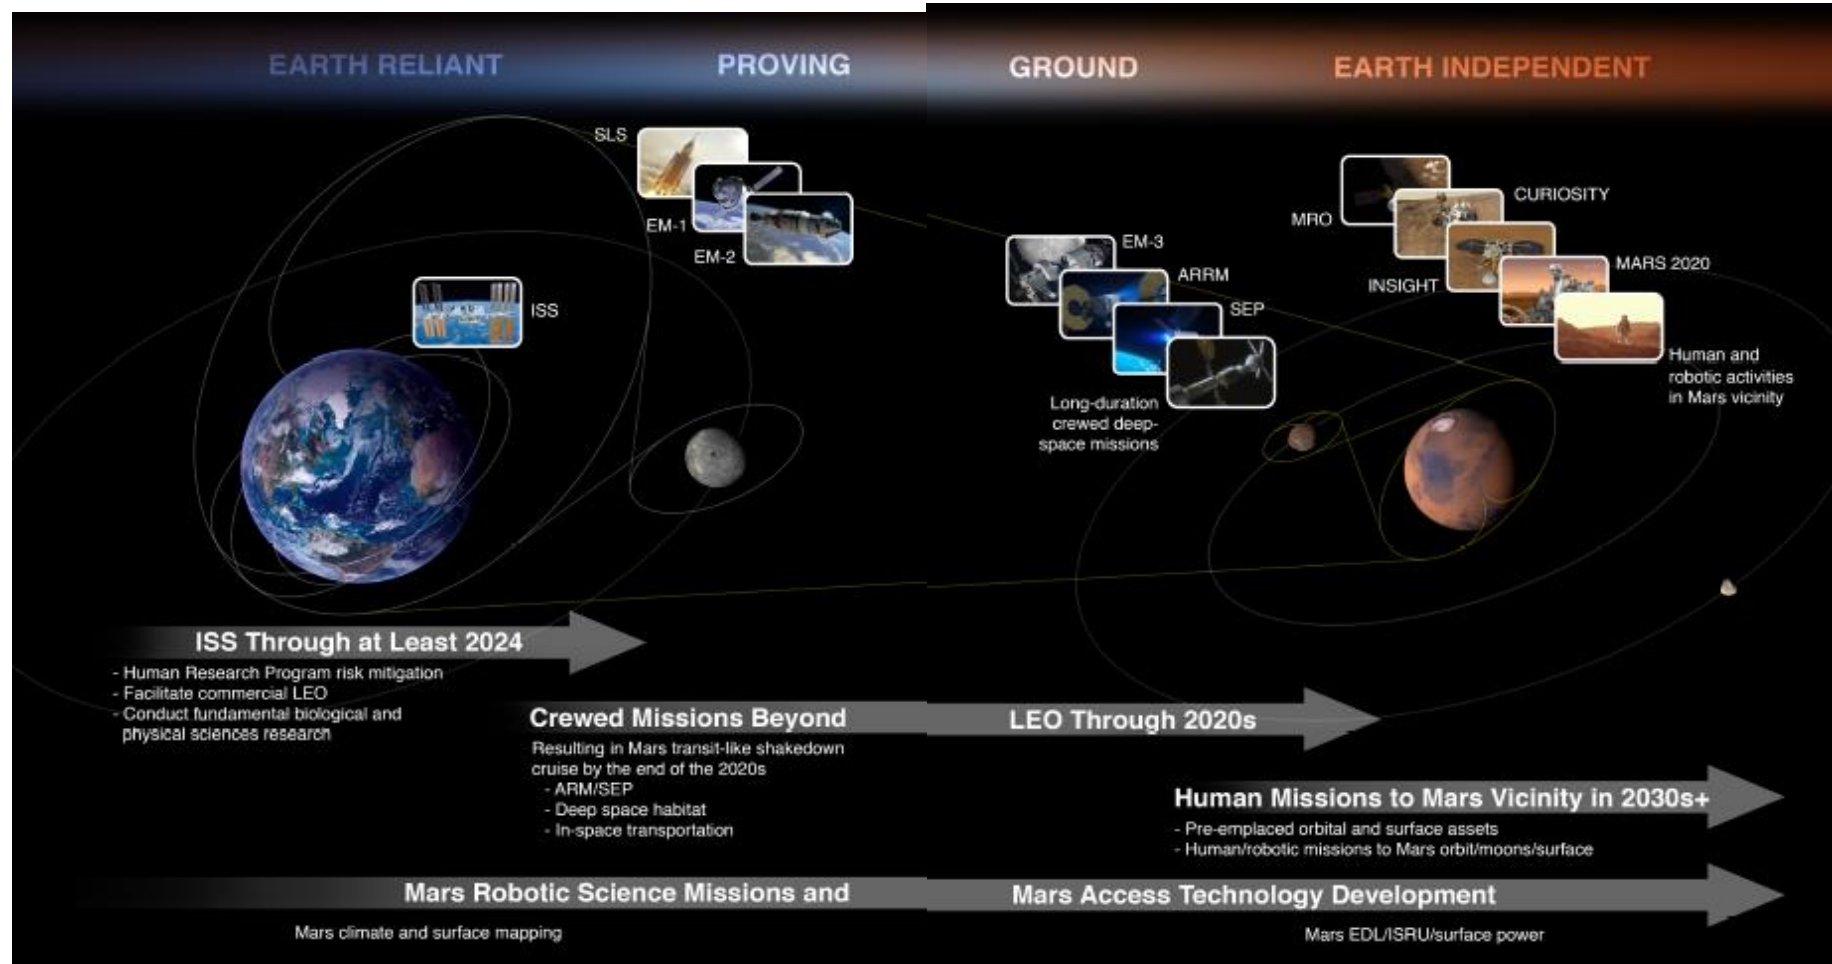 EARTH RELIANT
PROVING GROUND
EARTH INDEPENDENT
SLS
EM-1
EM-2
ISS
EM-3
ARRM
SEP
Long-duration
crewed deep-
space missions
MRO
CURIOSITY
INSIGHT
MARS 2020
Human and
robotic activities
in Mars vicinity
ISS Through at Least 2024
- Human Research Program risk mitigation
- Facilitate commercial LEO
- Conduct fundamental biological and
physical sciences research
Crewed Missions Beyond LEO Through 2020s
Resulting in Mars transit-like shakedown
cruise by the end of the 2020s
- ARM/SEP
- Deep space habitat
- In-space transportation
Human Missions to Mars Vicinity in 2030s+
- Pre-emplaced orbital and surface assets
- Human/robotic missions to Mars orbit/moons/surface
Mars Robotic Science Missions and Mars Access Technology Development
Mars climate and surface mapping
Mars EDL/ISRU/surface power